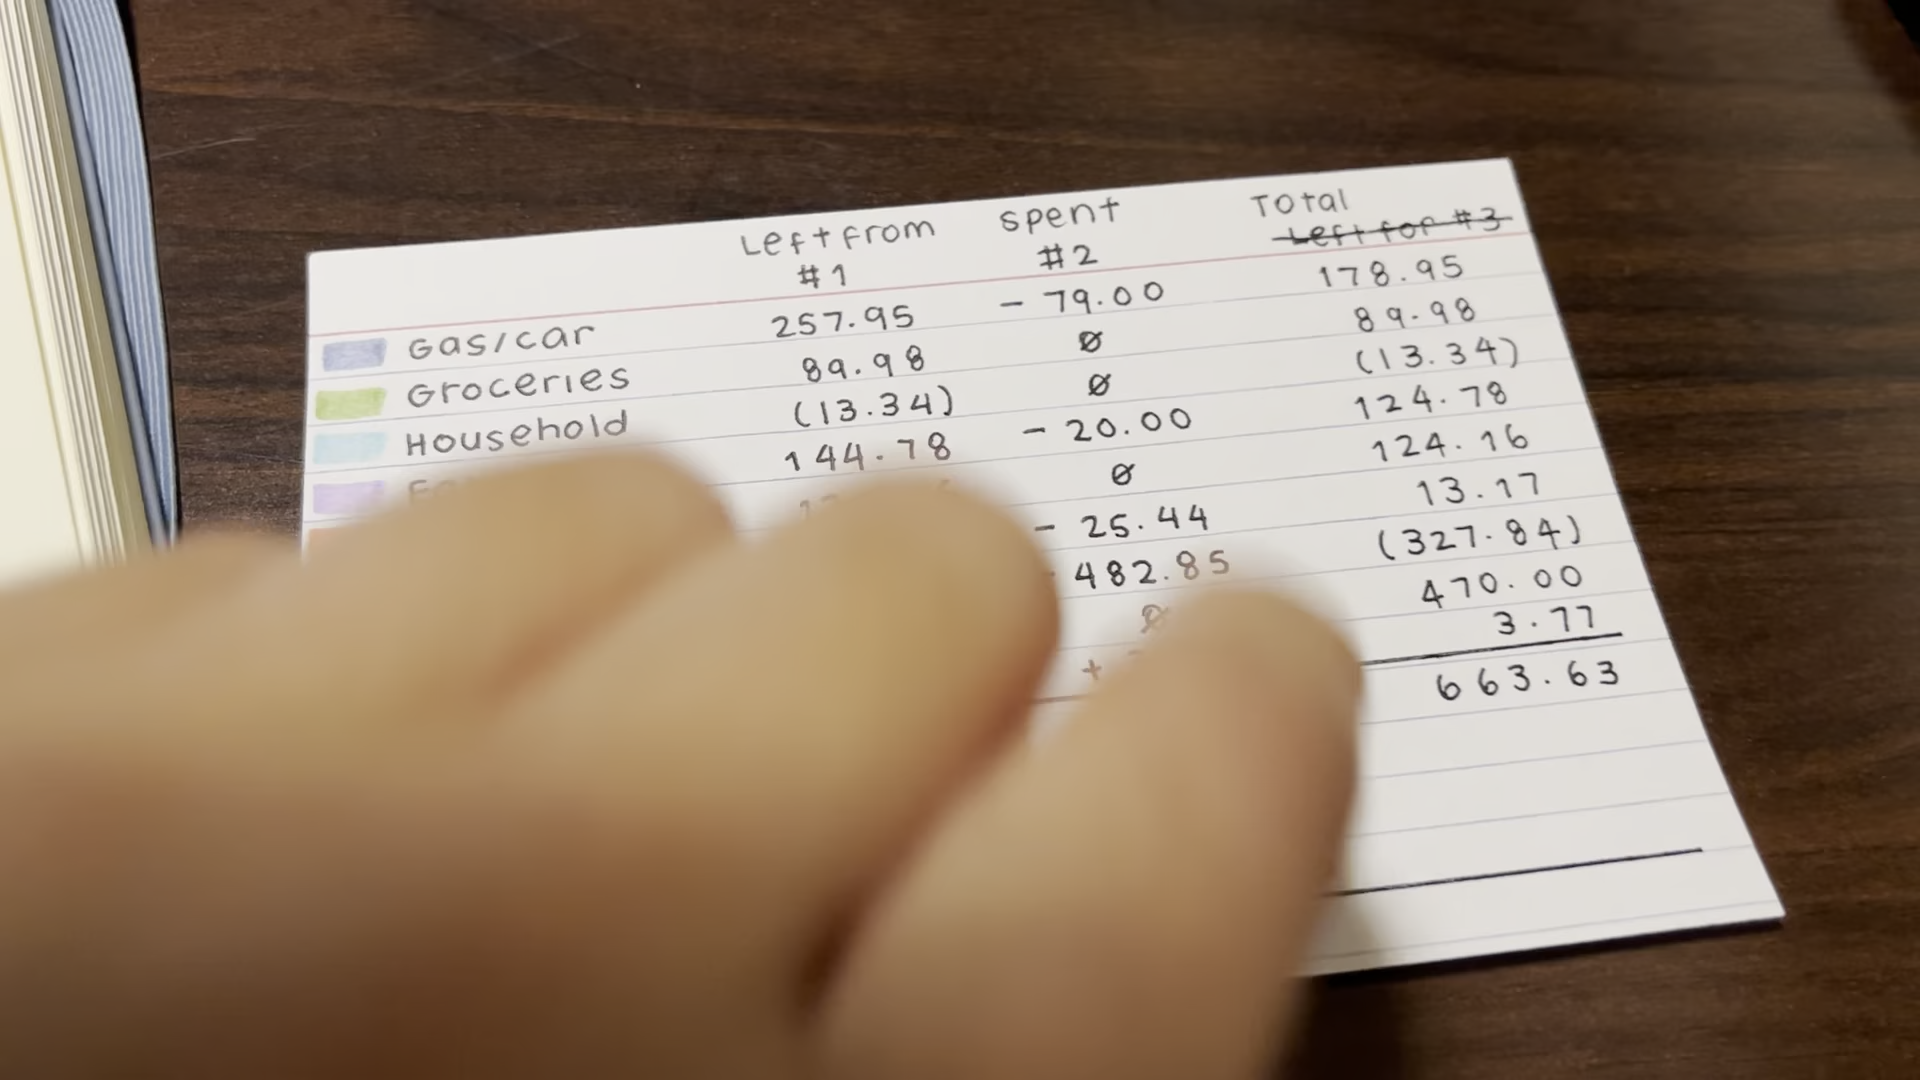 Left from spent Total
#1 #2 Left for #3
Gas/car 257.95 - 79.00 178.95
Groceries 89.98 ∅ 89.98
Household (13.34) ∅ (13.34)
144.78 - 20.00 124.78
∅ 124.16
- 25.44 13.17
482.85 (327.84)
∅ 470.00
+ 3.77
663.63